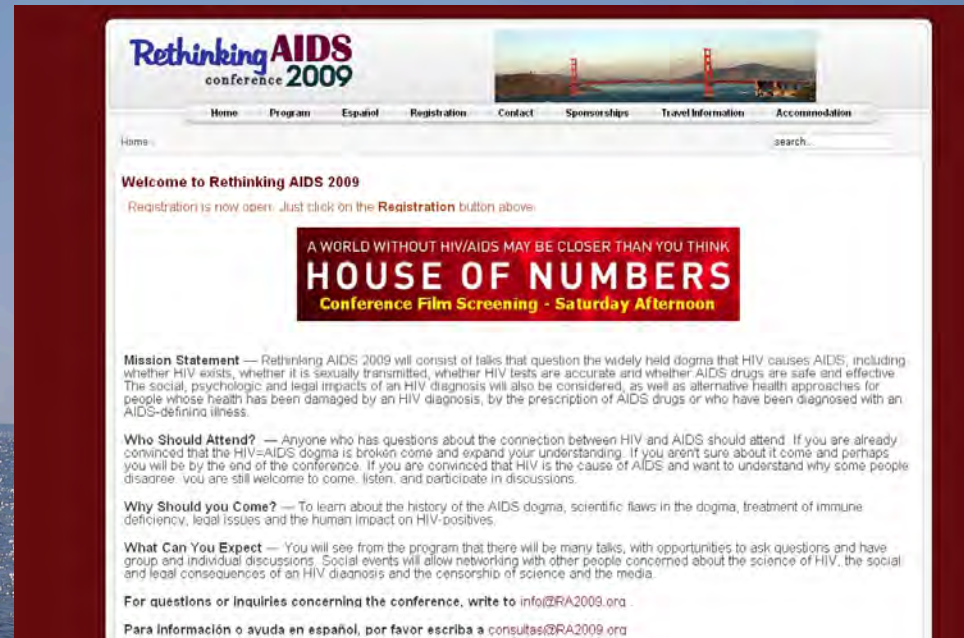 Rethinking AIDS
conference 2009
Home Program Español Registration Contact Sponsorships Travel Information Accommodation
Home
search...
Welcome to Rethinking AIDS 2009
Registration is now open. Just click on the Registration button above.
A WORLD WITHOUT HIV/AIDS MAY BE CLOSER THAN YOU THINK
HOUSE OF NUMBERS
Conference Film Screening - Saturday Afternoon
Mission Statement — Rethinking AIDS 2009 will consist of talks that question the widely held dogma that HIV causes AIDS, including
whether HIV exists, whether it is sexually transmitted, whether HIV tests are accurate and whether AIDS drugs are safe and effective.
The social, psychologic and legal impacts of an HIV diagnosis will also be considered, as well as alternative health approaches for
people whose health has been damaged by an HIV diagnosis, by the prescription of AIDS drugs or who have been diagnosed with an
AIDS-defining illness.
Who Should Attend? — Anyone who has questions about the connection between HIV and AIDS should attend. If you are already
convinced that the HIV=AIDS dogma is broken come and expand your understanding. If you aren't sure about it come and perhaps
you will be by the end of the conference. If you are convinced that HIV is the cause of AIDS and want to understand why some people
disagree, you are still welcome to come, listen, and participate in discussions.
Why Should you Come? — To learn about the history of the AIDS dogma, scientific flaws in the dogma, treatment of immune
deficiency, legal issues and the human impact on HIV-positives.
What Can You Expect — You will see from the program that there will be many talks, with opportunities to ask questions and have
group and individual discussions. Social events will allow networking with other people concerned about the science of HIV, the social
and legal consequences of an HIV diagnosis and the censorship of science and the media.
For questions or inquiries concerning the conference, write to info@RA2009.org .
Para información o ayuda en español, por favor escriba a consultas@RA2009.org